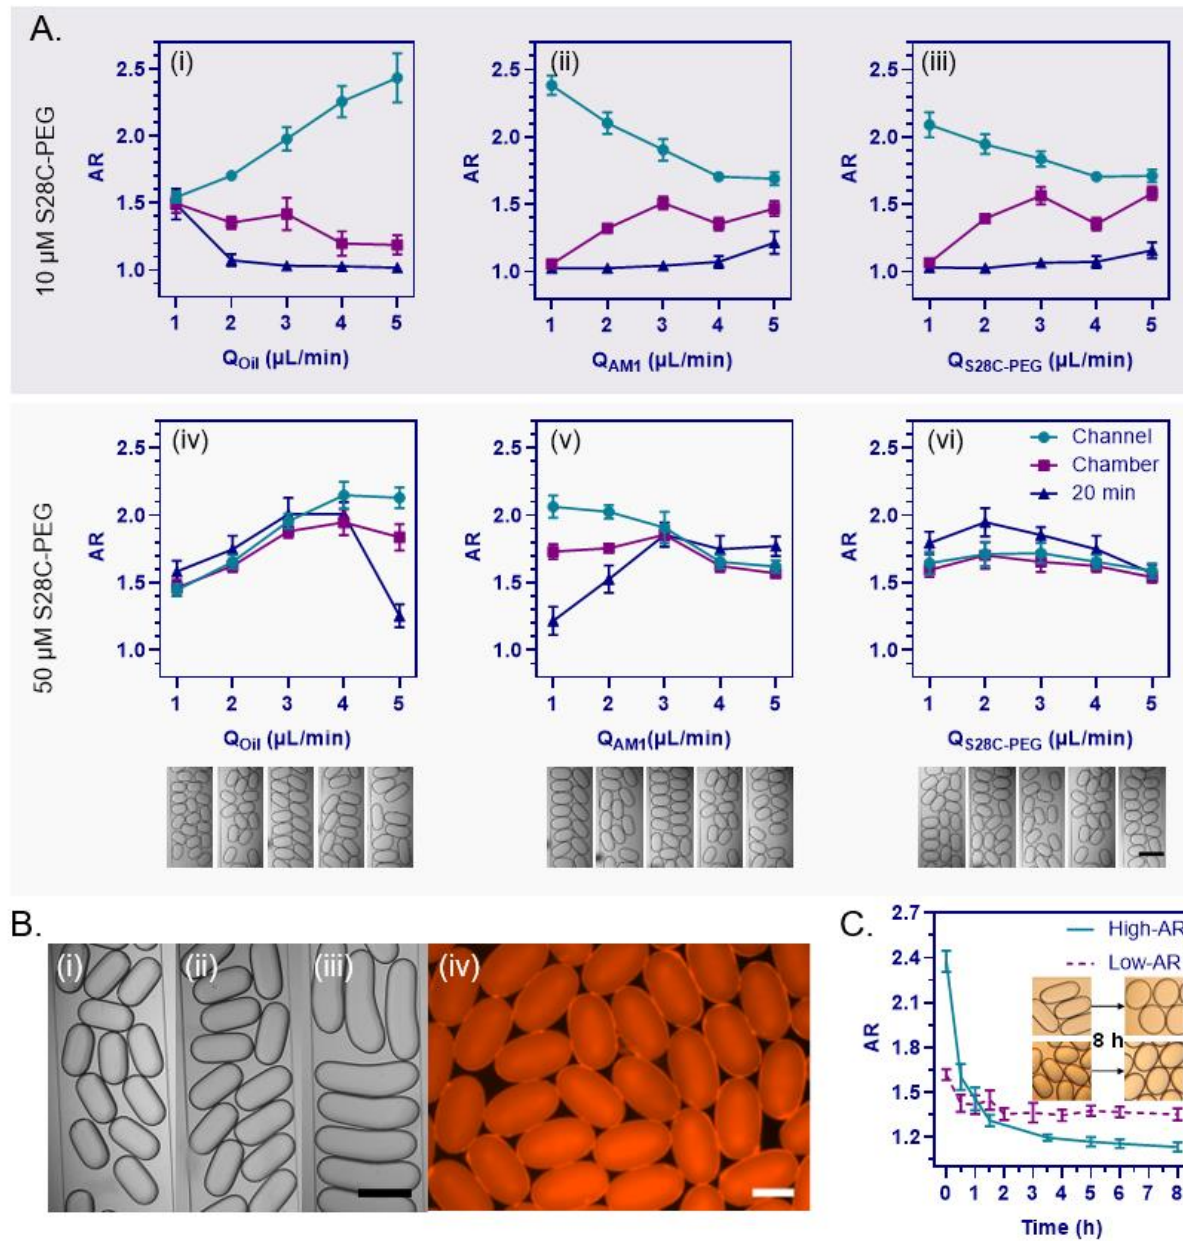 A.
10 μM S28C-PEG
(i)
AR
2.5
2.0
1.5
1.0
1 2 3 4 5
Q_Oil (μL/min)
(ii)
AR
2.5
2.0
1.5
1.0
1 2 3 4 5
Q_AM1 (μL/min)
(iii)
AR
2.5
2.0
1.5
1.0
1 2 3 4 5
Q_S28C-PEG (μL/min)
50 μM S28C-PEG
(iv)
AR
2.5
2.0
1.5
1.0
1 2 3 4 5
Q_Oil (μL/min)
(v)
AR
2.5
2.0
1.5
1.0
1 2 3 4 5
Q_AM1(μL/min)
(vi)
Channel
Chamber
20 min
AR
2.5
2.0
1.5
1.0
1 2 3 4 5
Q_S28C-PEG (μL/min)
B.
(i)
(ii)
(iii)
(iv)
C.
AR
2.7
2.4
2.1
1.8
1.5
1.2
High-AR
Low-AR
8 h
0 1 2 3 4 5 6 7 8
Time (h)